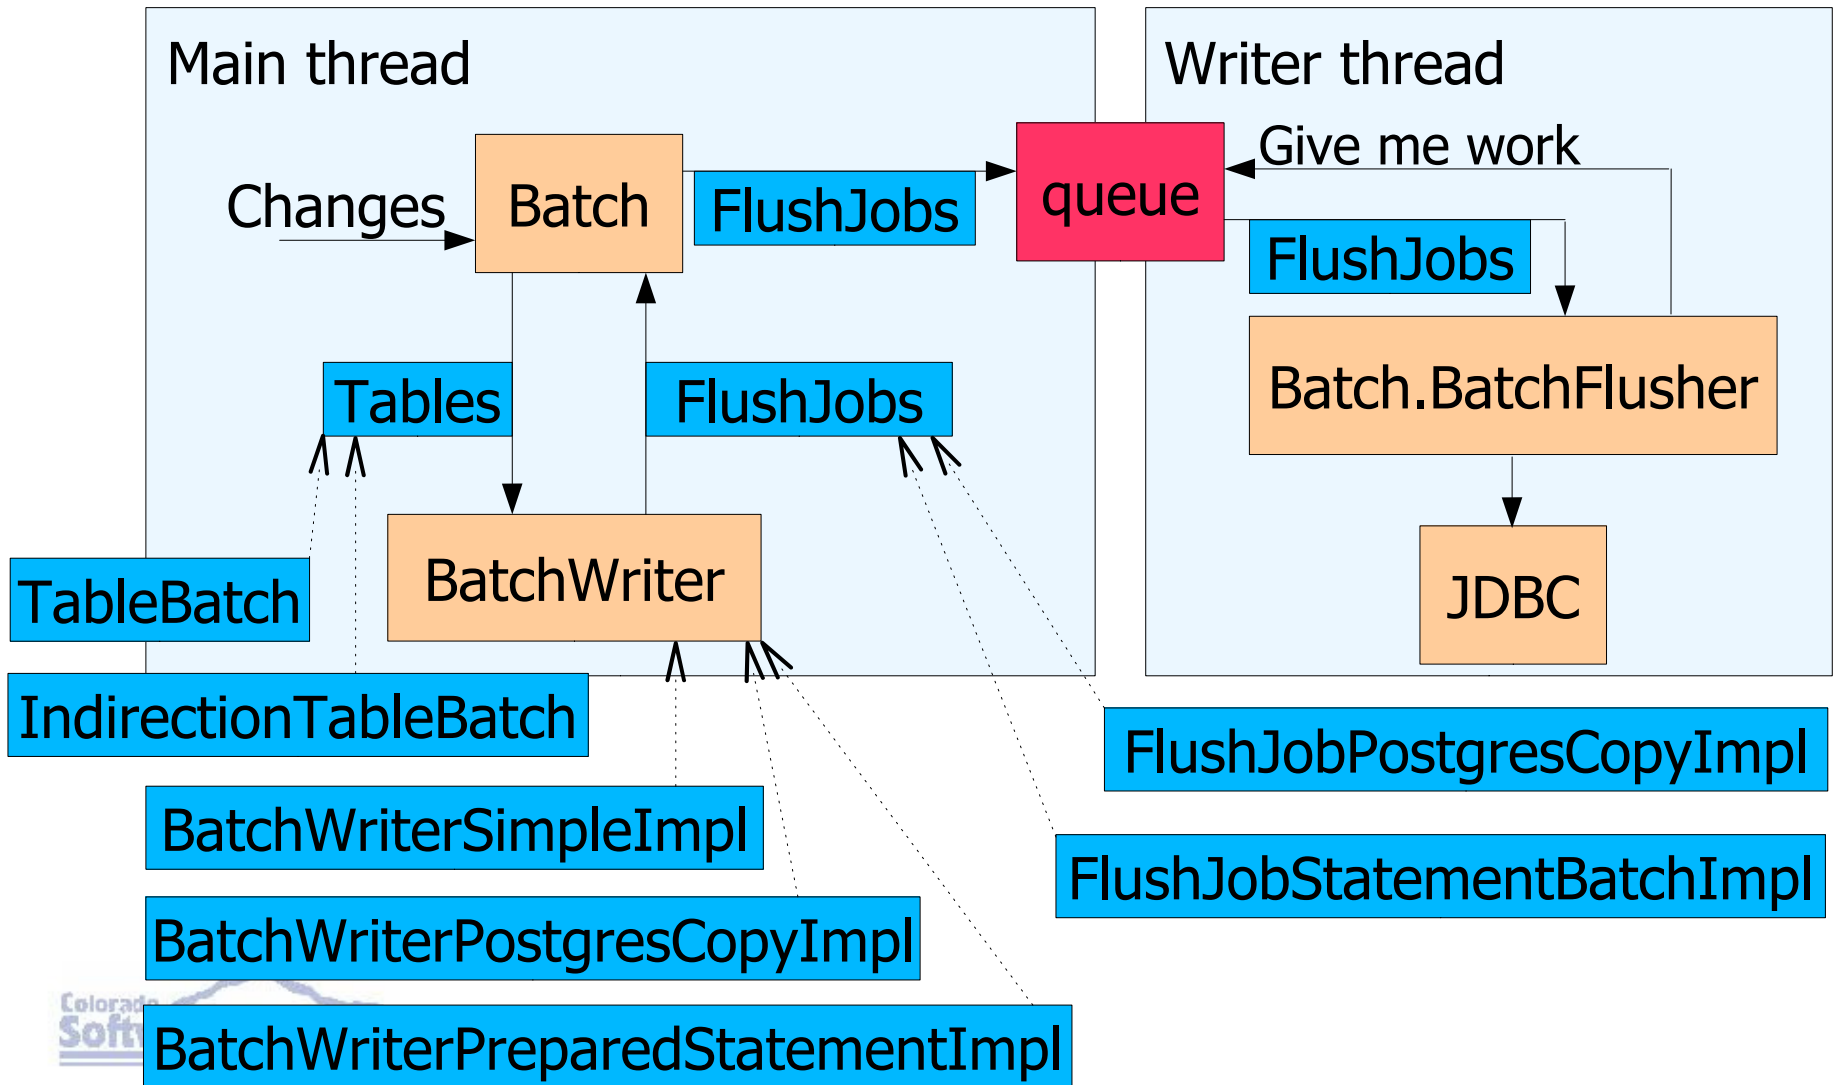 Main thread
Writer thread
Changes
Batch
FlushJobs
queue
Give me work
FlushJobs
Tables
FlushJobs
Batch.BatchFlusher
BatchWriter
JDBC
TableBatch
IndirectionTableBatch
FlushJobPostgresCopyImpl
BatchWriterSimpleImpl
FlushJobStatementBatchImpl
BatchWriterPostgresCopyImpl
Colorado
BatchWriterPreparedStatementImpl